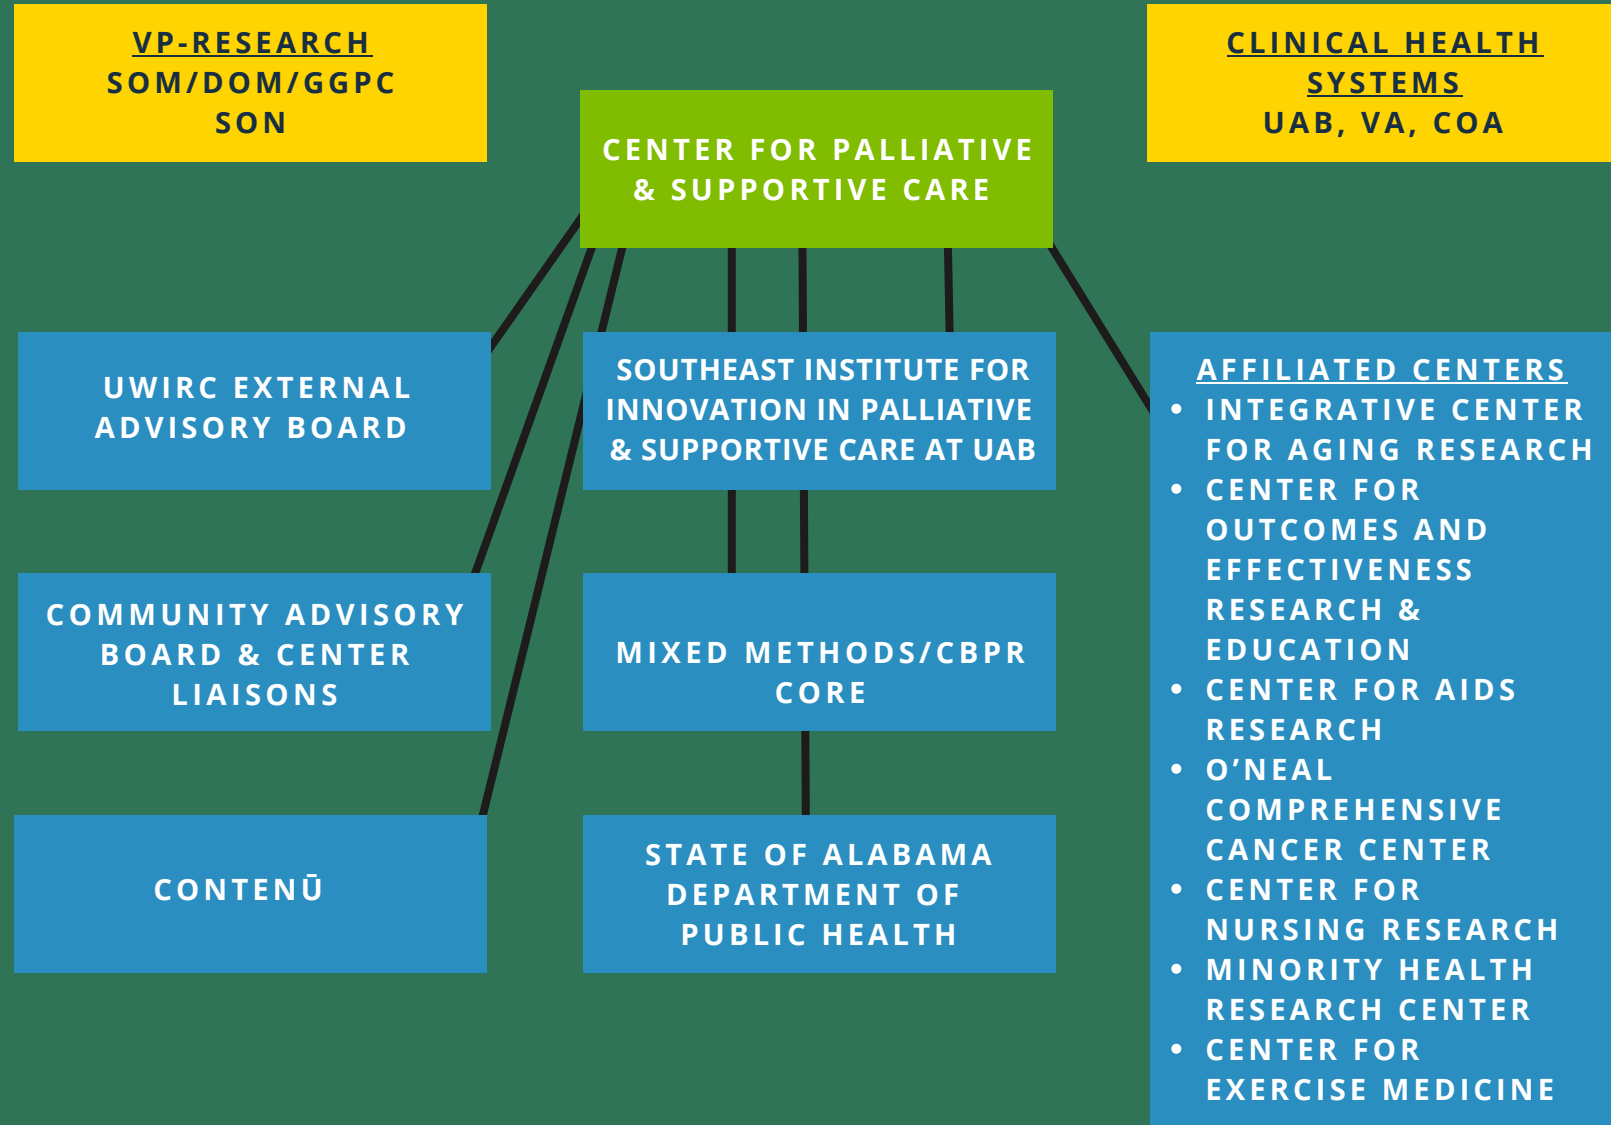 VP-RESEARCH
SOM/DOM/GGPC
SON
CLINICAL HEALTH
SYSTEMS
UAB, VA, COA
CENTER FOR PALLIATIVE
& SUPPORTIVE CARE
UWIRC EXTERNAL
ADVISORY BOARD
COMMUNITY ADVISORY
BOARD & CENTER
LIAISONS
CONTENŪ
SOUTHEAST INSTITUTE FOR
INNOVATION IN PALLIATIVE
& SUPPORTIVE CARE AT UAB
MIXED METHODS/CBPR
CORE
STATE OF ALABAMA
DEPARTMENT OF
PUBLIC HEALTH
AFFILIATED CENTERS
• INTEGRATIVE CENTER
FOR AGING RESEARCH
• CENTER FOR
OUTCOMES AND
EFFECTIVENESS
RESEARCH &
EDUCATION
• CENTER FOR AIDS
RESEARCH
• O’NEAL
COMPREHENSIVE
CANCER CENTER
• CENTER FOR
NURSING RESEARCH
• MINORITY HEALTH
RESEARCH CENTER
• CENTER FOR
EXERCISE MEDICINE